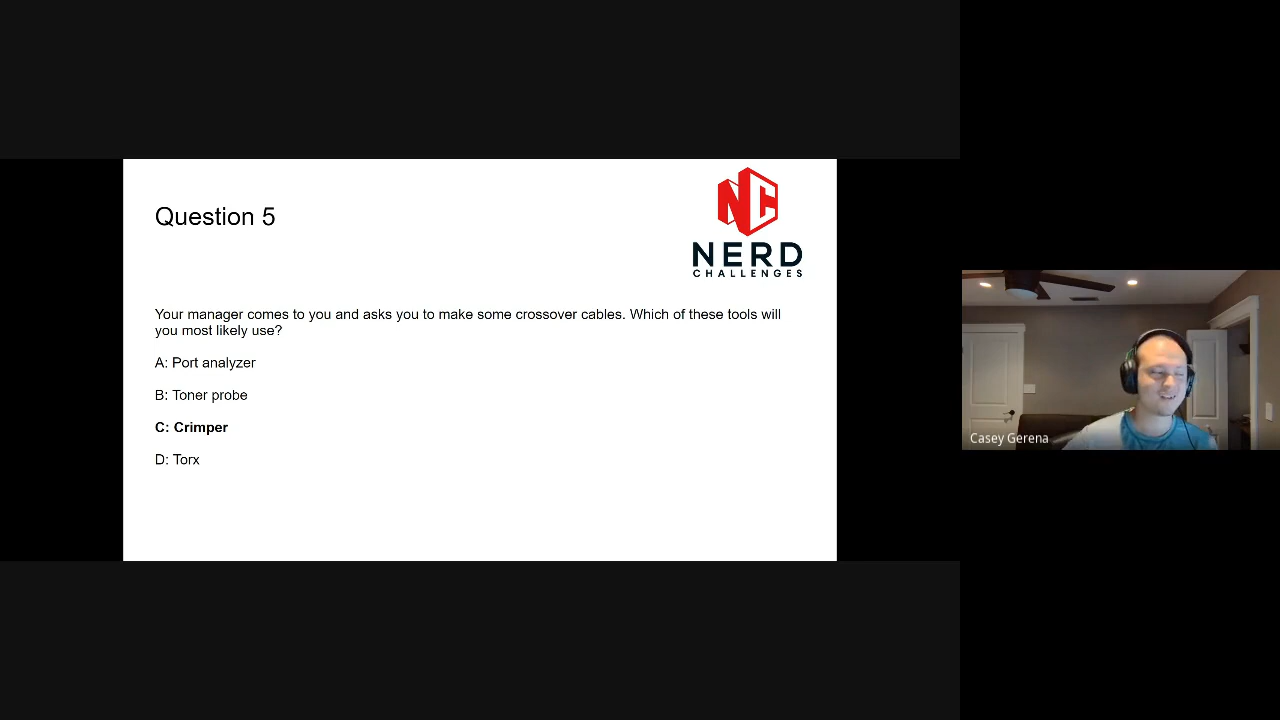 Question 5
NC
NERD
CHALLENGES
Your manager comes to you and asks you to make some crossover cables. Which of these tools will
you most likely use?
A: Port analyzer
B: Toner probe
C: Crimper
D: Torx
Casey Gerena